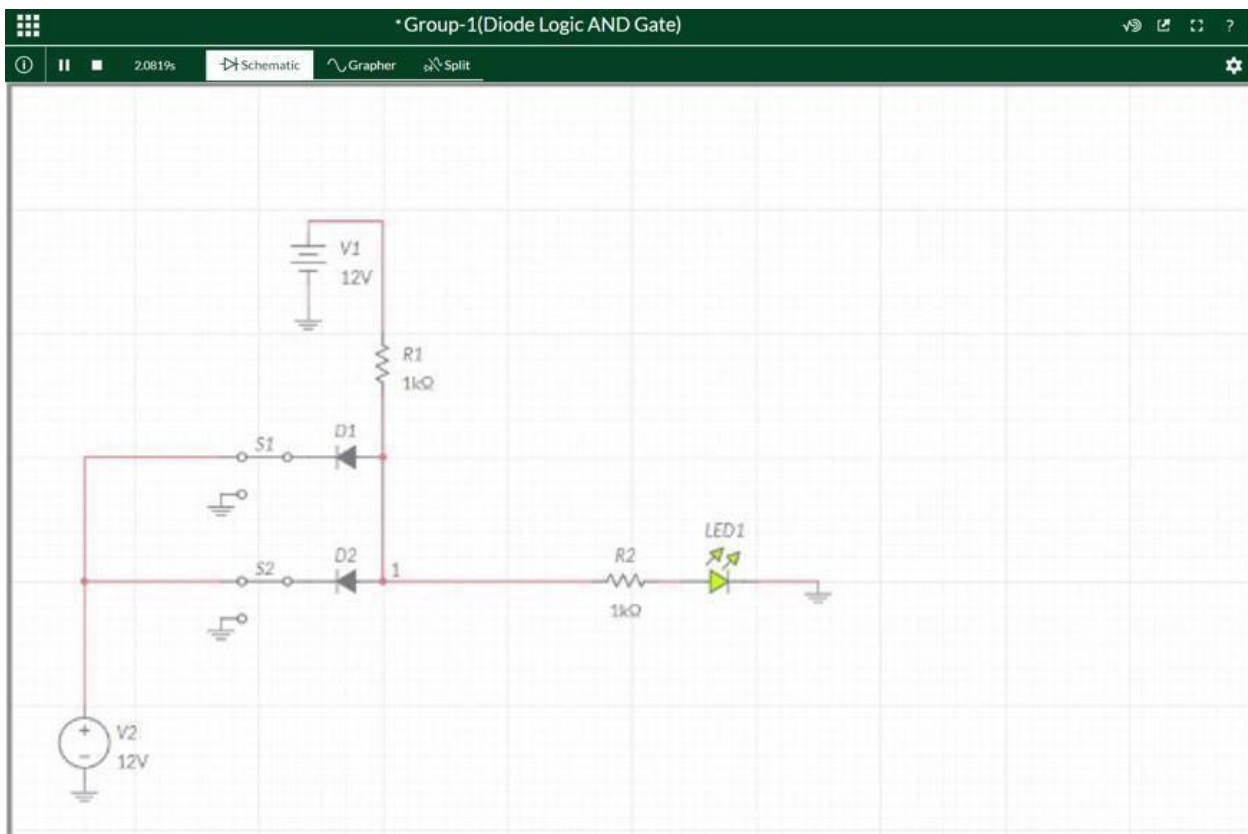 *Group-1(Diode Logic AND Gate)
?
2.0819s Schematic Grapher Split
V1
12V
R1
1kΩ
D1
S1
LED1
D2
R2
S2
1
1kΩ
+
V2
−
12V